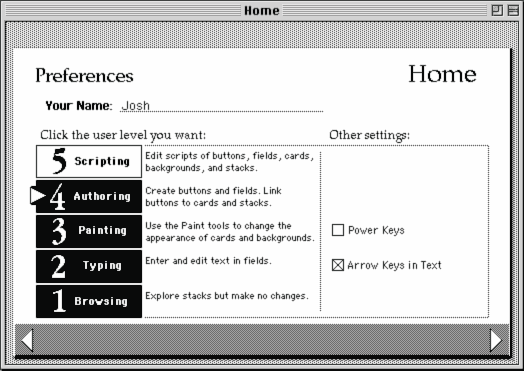 Home
Preferences
Home
Your Name: Josh
Click the user level you want:
Other settings:
5 Scripting
Edit scripts of buttons, fields, cards,
backgrounds, and stacks.
4 Authoring
Create buttons and fields. Link
buttons to cards and stacks.
3 Painting
Use the Paint tools to change the
appearance of cards and backgrounds.
Power Keys
2 Typing
Enter and edit text in fields.
Arrow Keys in Text
1 Browsing
Explore stacks but make no changes.